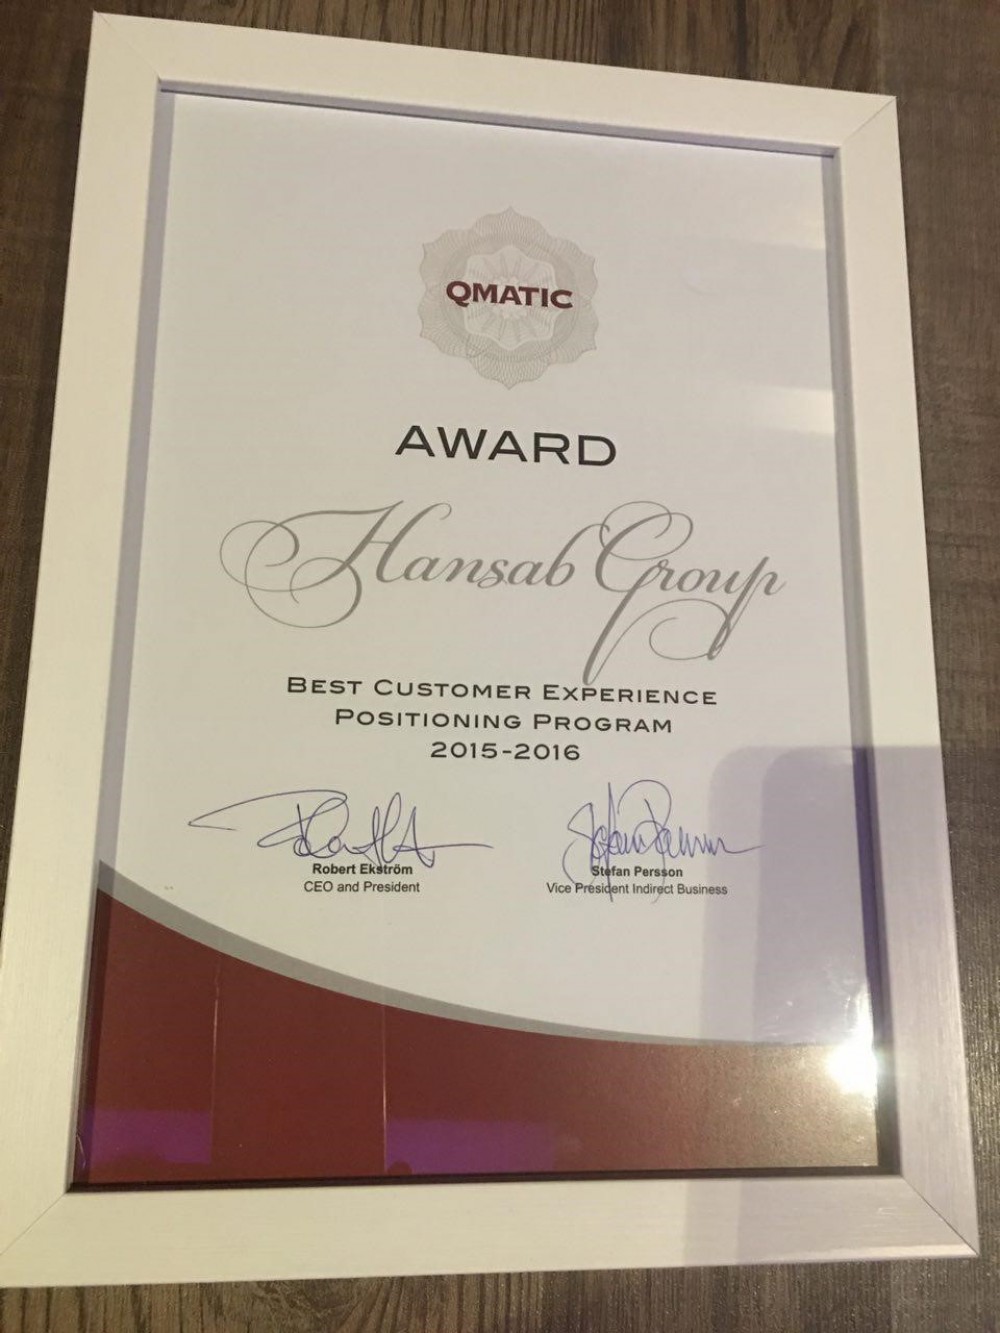 QMATIC
AWARD
Hansab Group
BEST CUSTOMER EXPERIENCE
POSITIONING PROGRAM
2015-2016
Robert Ekström
CEO and President
Stefan Persson
Vice President Indirect Business